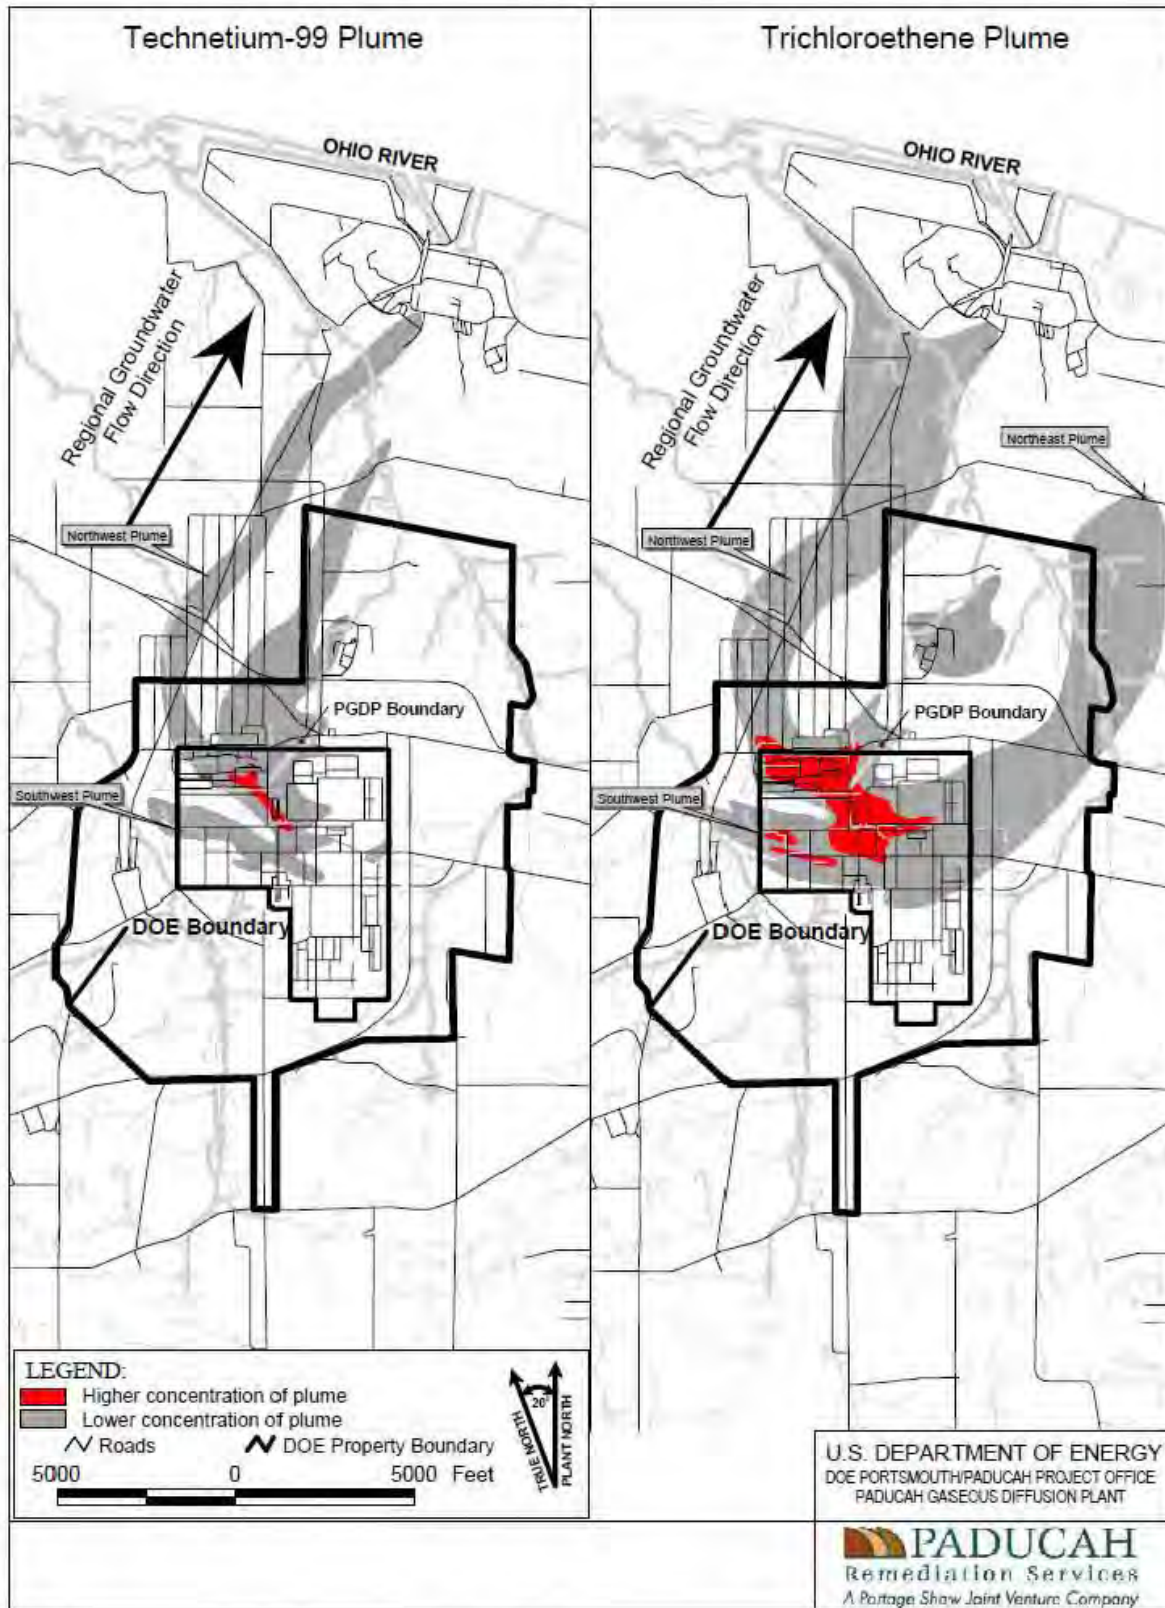 Technetium-99 Plume
OHIO RIVER
Regional Groundwater
Flow Direction
Northwest Plume
PGDP Boundary
Southwest Plume
DOE Boundary
Trichloroethene Plume
OHIO RIVER
Regional Groundwater
Flow Direction
Northeast Plume
Northwest Plume
PGDP Boundary
Southwest Plume
DOE Boundary
LEGEND:
Higher concentration of plume
Lower concentration of plume
Roads
DOE Property Boundary
5000 0 5000 Feet
20°
TRUE NORTH
PLANT NORTH
U.S. DEPARTMENT OF ENERGY
DOE PORTSMOUTH/PADUCAH PROJECT OFFICE
PADUCAH GASEOUS DIFFUSION PLANT
PADUCAH
Remediation Services
A Portage Shaw Joint Venture Company